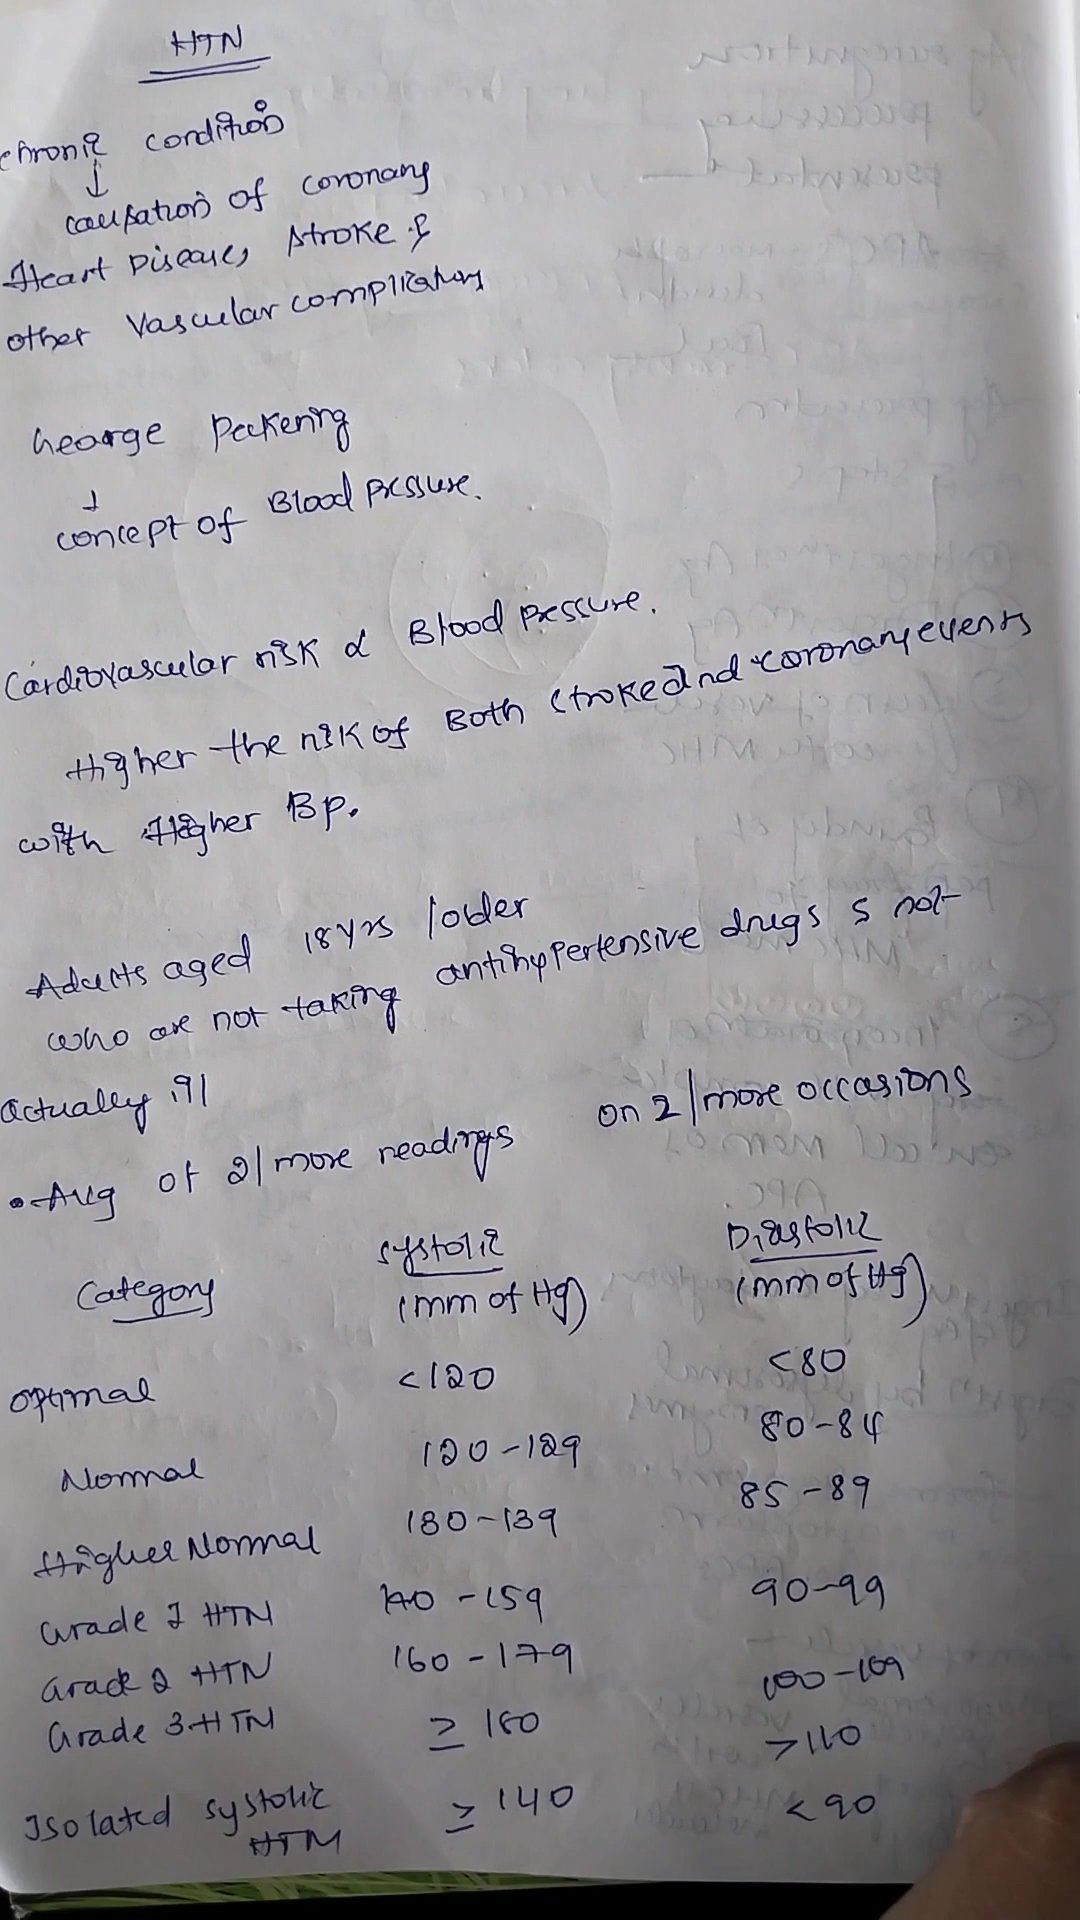 HTN
chronic condition
↓
causation of coronary
Heart Disease, stroke &
other Vascular complications
George Peckering
↓
concept of Blood pressure.
Cardiovascular risk α Blood pressure.
Higher the risk of Both stroke and coronary events
with Higher Bp.
Adults aged 18yrs / older
who are not taking antihypertensive drugs & not
actually ill
• Avg of 2/more readings on 2/more occasions
Category Systolic (mm of Hg) Diastolic (mm of Hg)
optimal <120 <80
Normal 120-129 80-84
Higher Normal 130-139 85-89
Grade I HTN 140-159 90-99
Grade 2 HTN 160-179 100-109
Grade 3 HTN ≥ 180 >110
Isolated systolic HTN ≥ 140 <90